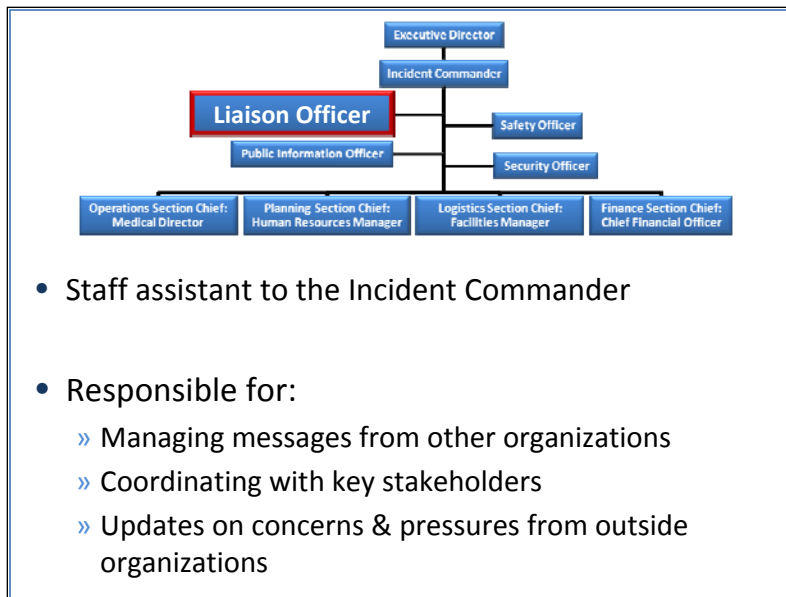 Executive Director
Incident Commander
Liaison Officer
Safety Officer
Public Information Officer
Security Officer
Operations Section Chief:
Medical Director
Planning Section Chief:
Human Resources Manager
Logistics Section Chief:
Facilities Manager
Finance Section Chief:
Chief Financial Officer
• Staff assistant to the Incident Commander
• Responsible for:
» Managing messages from other organizations
» Coordinating with key stakeholders
» Updates on concerns & pressures from outside
organizations